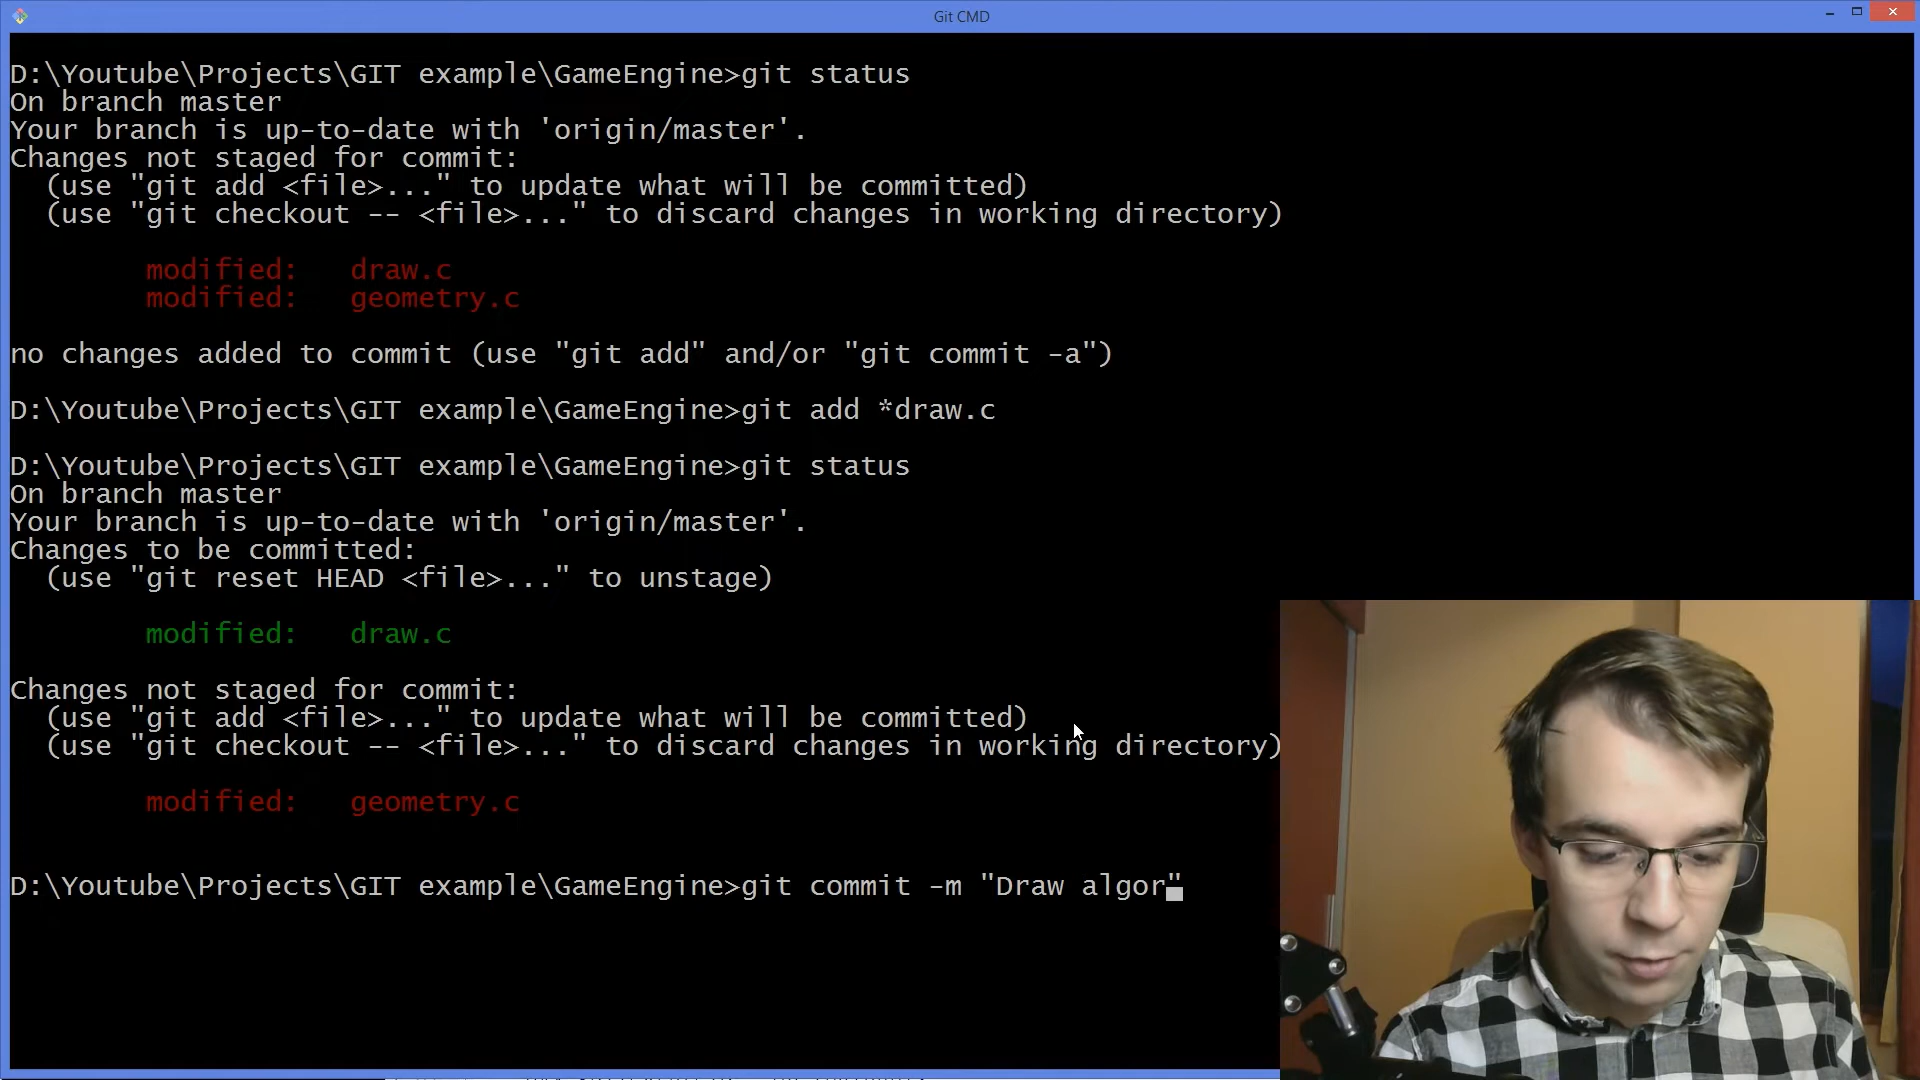 Git CMD
D:\Youtube\Projects\GIT example\GameEngine>git status
On branch master
Your branch is up-to-date with 'origin/master'.
Changes not staged for commit:
  (use "git add <file>..." to update what will be committed)
  (use "git checkout -- <file>..." to discard changes in working directory)
        modified:   draw.c
        modified:   geometry.c
no changes added to commit (use "git add" and/or "git commit -a")
D:\Youtube\Projects\GIT example\GameEngine>git add *draw.c
D:\Youtube\Projects\GIT example\GameEngine>git status
On branch master
Your branch is up-to-date with 'origin/master'.
Changes to be committed:
  (use "git reset HEAD <file>..." to unstage)
        modified:   draw.c
Changes not staged for commit:
  (use "git add <file>..." to update what will be committed)
  (use "git checkout -- <file>..." to discard changes in working directory)
        modified:   geometry.c
D:\Youtube\Projects\GIT example\GameEngine>git commit -m "Draw algor"